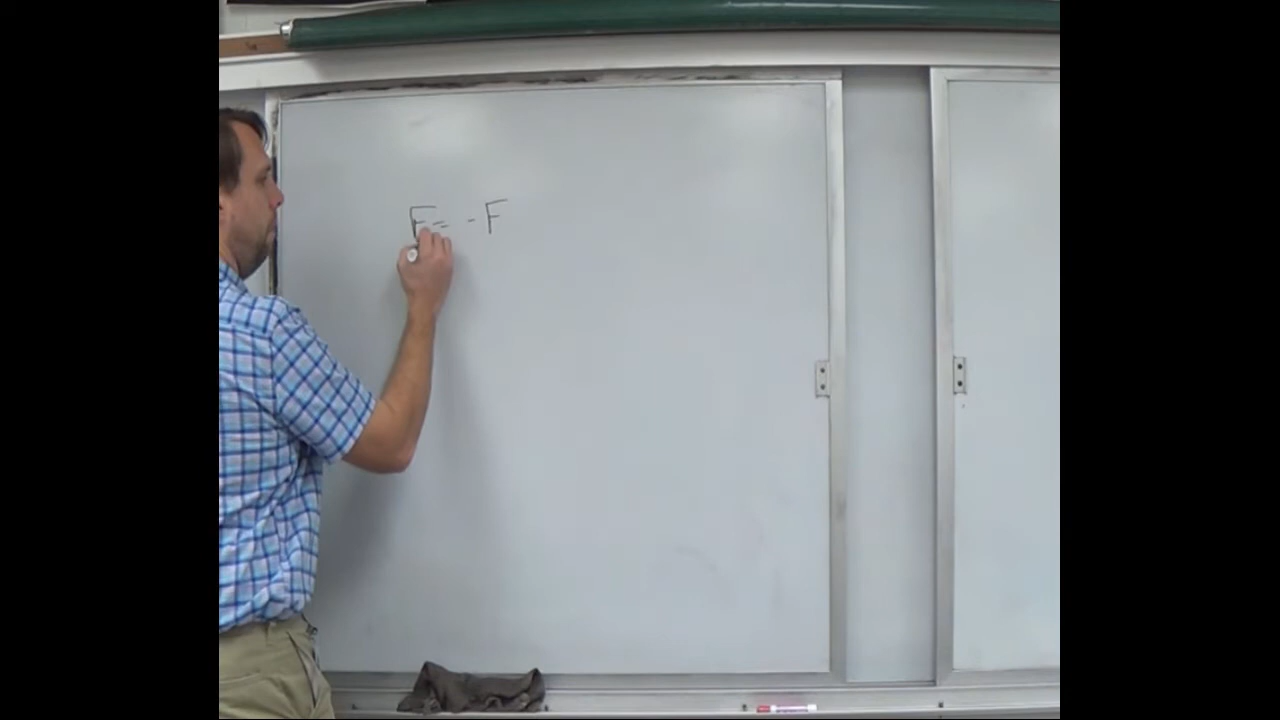 F = - F